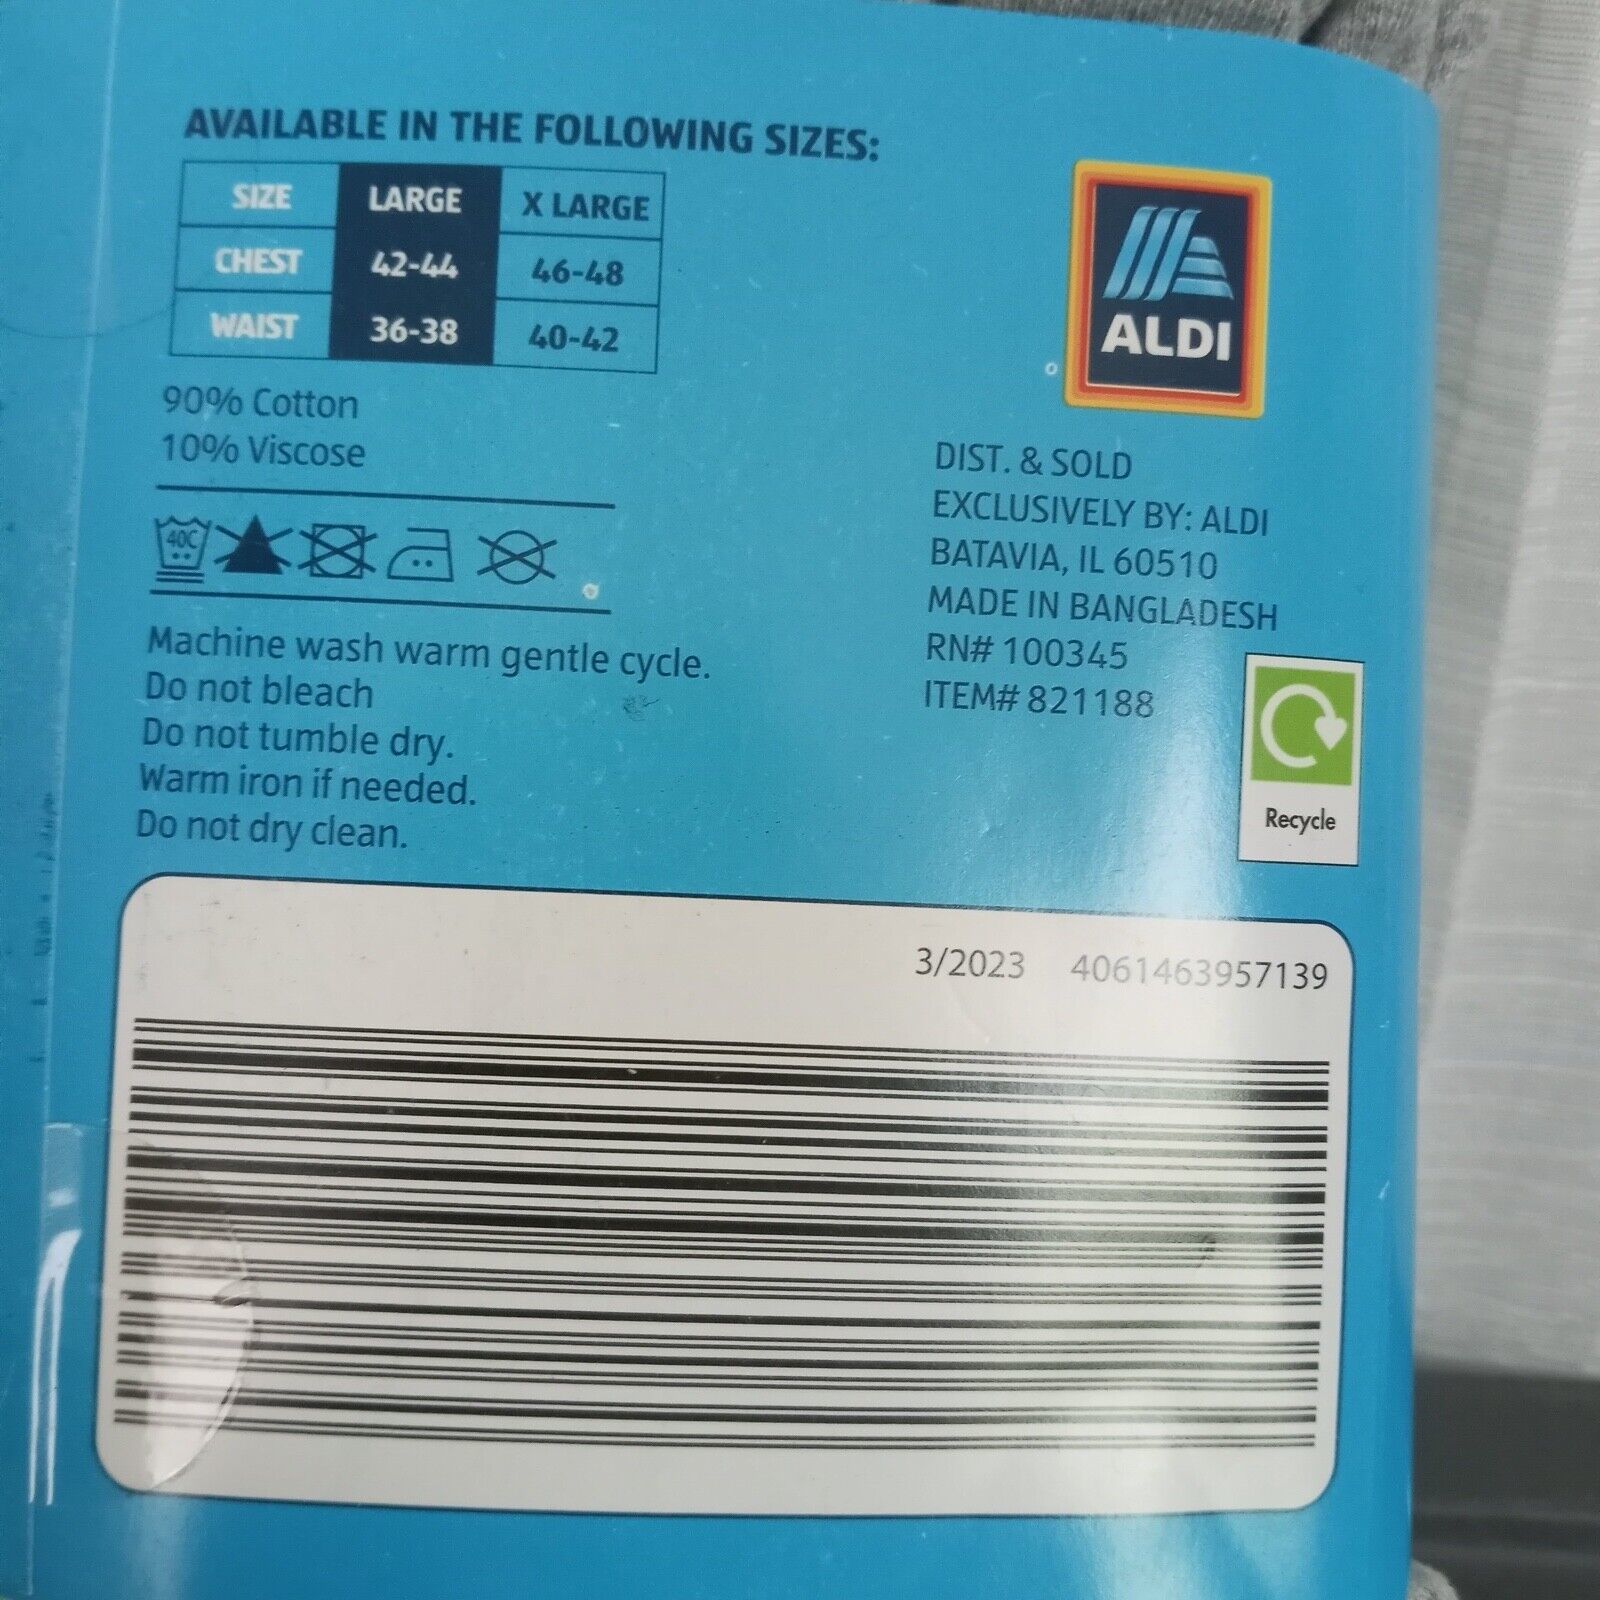 AVAILABLE IN THE FOLLOWING SIZES:
SIZE LARGE X LARGE
CHEST 42-44 46-48
WAIST 36-38 40-42
90% Cotton
10% Viscose
40C
Machine wash warm gentle cycle.
Do not bleach
Do not tumble dry.
Warm iron if needed.
Do not dry clean.
ALDI
DIST. & SOLD
EXCLUSIVELY BY: ALDI
BATAVIA, IL 60510
MADE IN BANGLADESH
RN# 100345
ITEM# 821188
Recycle
3/2023 4061463957139